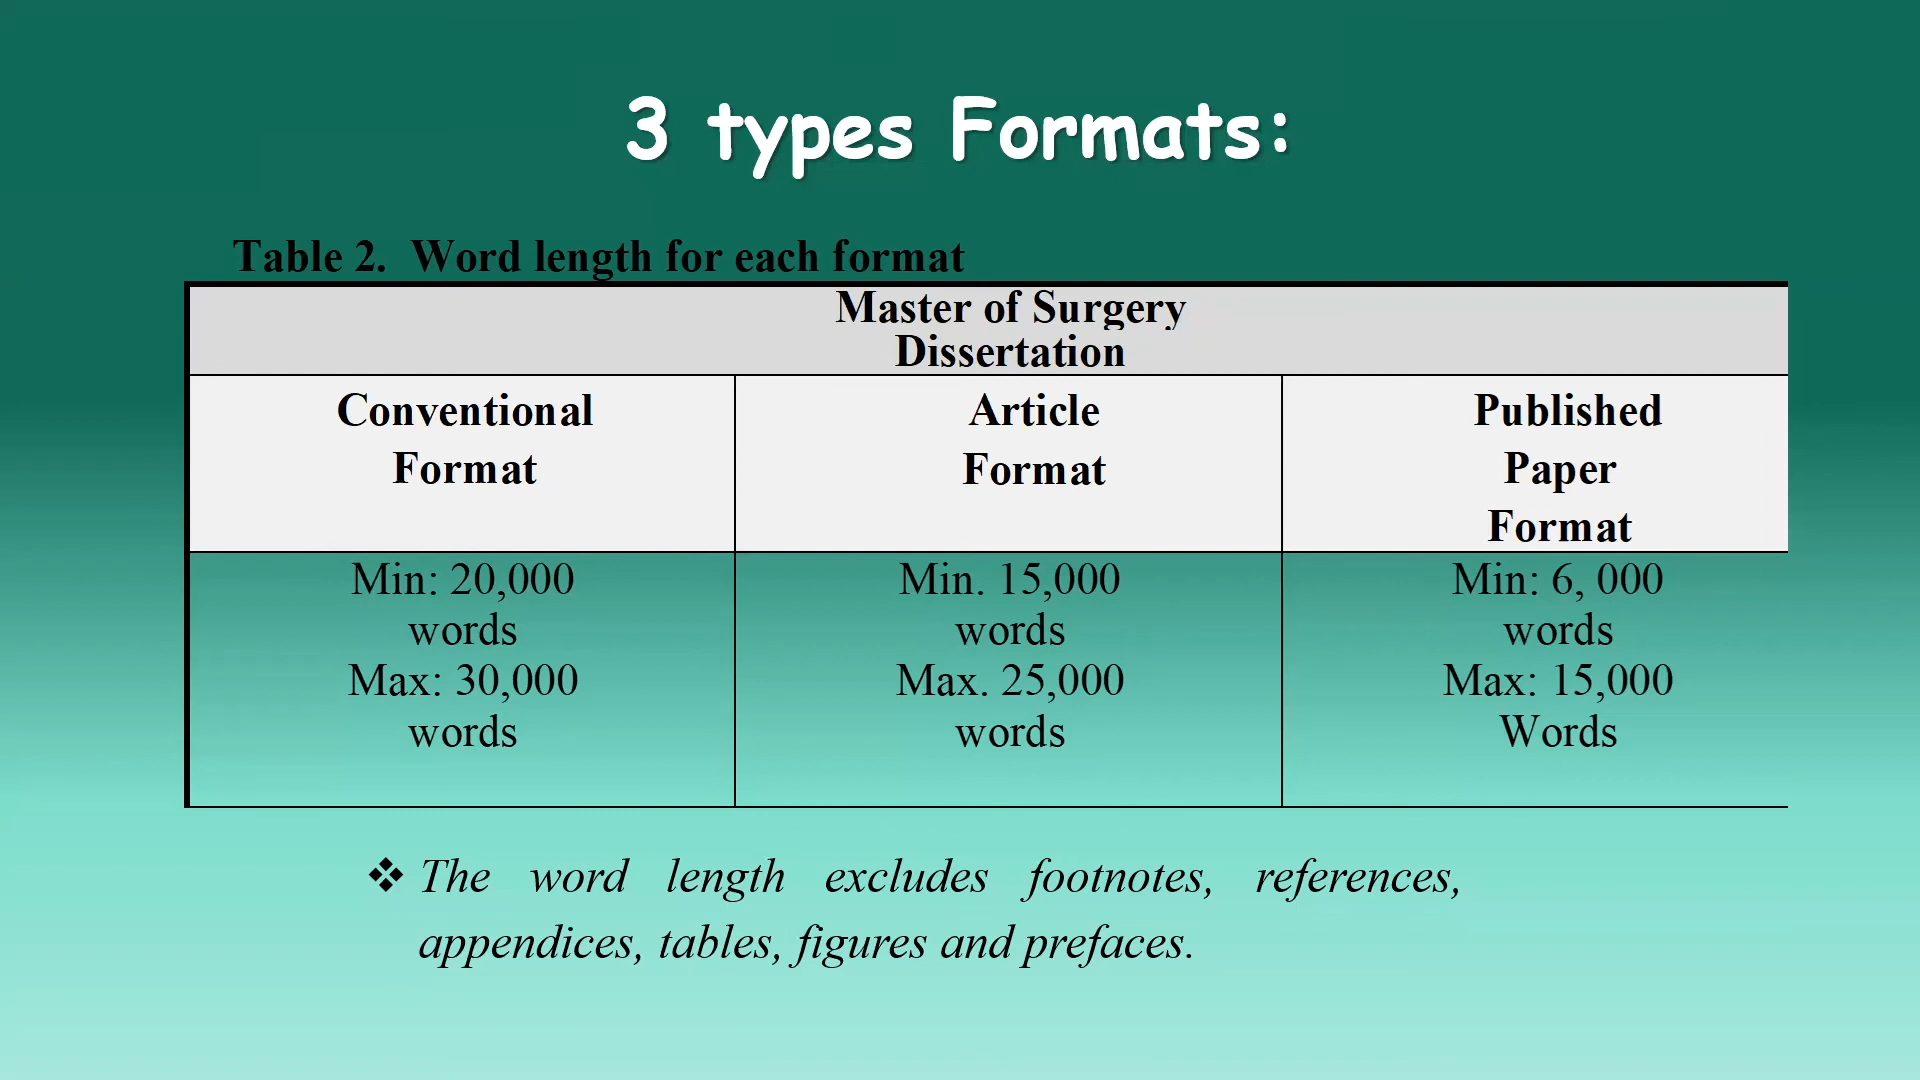 3 types Formats:
Table 2. Word length for each format
Master of Surgery
Dissertation
Conventional
Format
Article
Format
Published
Paper
Format
Min: 20,000
words
Max: 30,000
words
Min. 15,000
words
Max. 25,000
words
Min: 6, 000
words
Max: 15,000
Words
❖ The word length excludes footnotes, references,
appendices, tables, figures and prefaces.